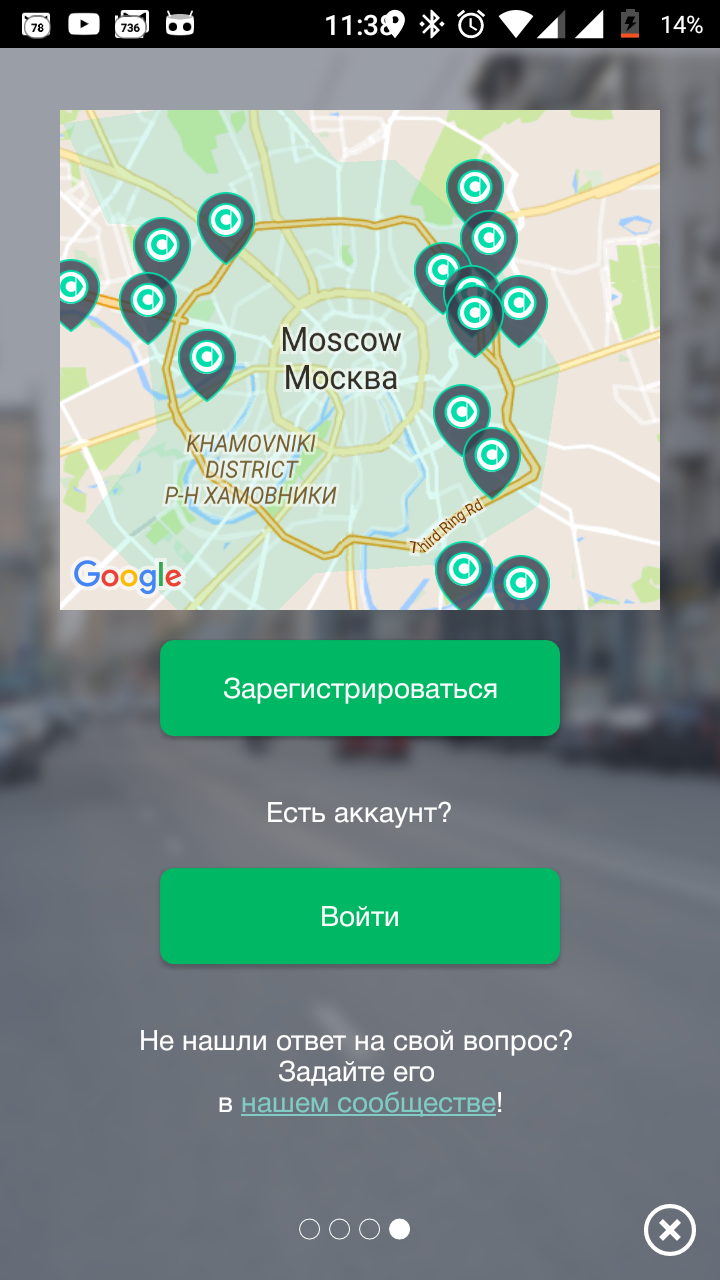 78
736
11:38
14%
Moscow
Москва
KHAMOVNIKI
DISTRICT
Р-Н ХАМОВНИКИ
Third Ring Rd
Google
Зарегистрироваться
Есть аккаунт?
Войти
Не нашли ответ на свой вопрос?
Задайте его
в нашем сообществе!